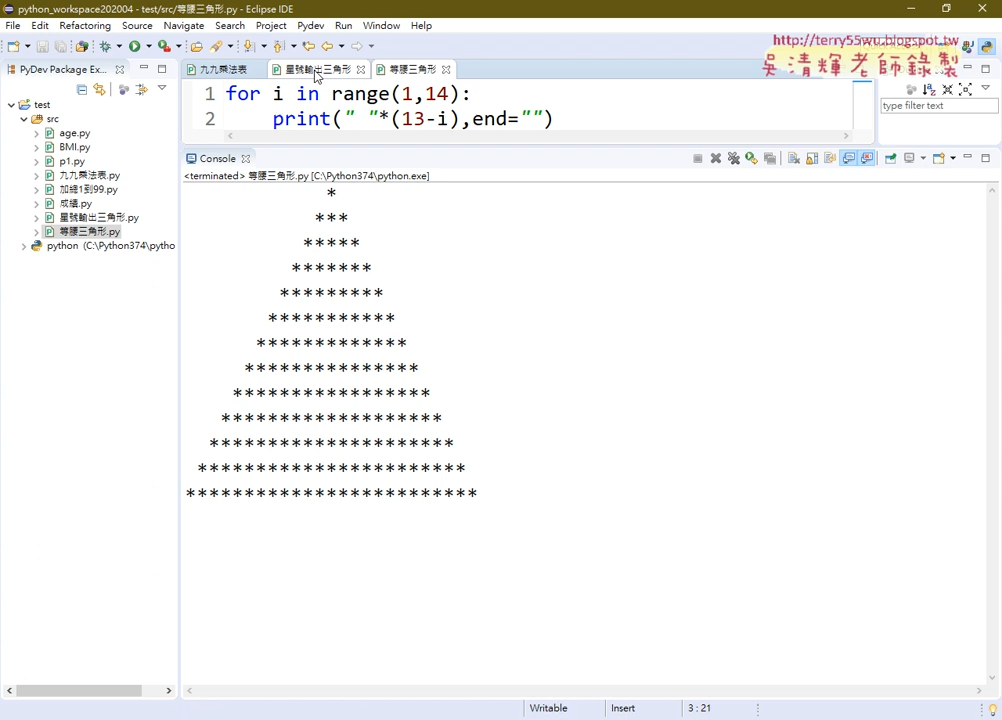 python_workspace202004 - test/src/等腰三角形.py - Eclipse IDE
File Edit Refactoring Source Navigate Search Project Pydev Run Window Help
http://terry55wu.blogspot.tw
吳清輝老師錄製
PyDev Package Ex...
九九乘法表
星號輸出三角形
等腰三角形
type filter text
test
src
age.py
BMI.py
p1.py
九九乘法表.py
加總1到99.py
成績.py
星號輸出三角形.py
等腰三角形.py
python (C:\Python374\pytho
1 for i in range(1,14):
2 print(" "*(13-i),end="")
Console
<terminated> 等腰三角形.py [C:\Python374\python.exe]
*
***
*****
*******
*********
***********
*************
***************
*****************
*******************
*********************
***********************
*************************
Writable Insert 3 : 21